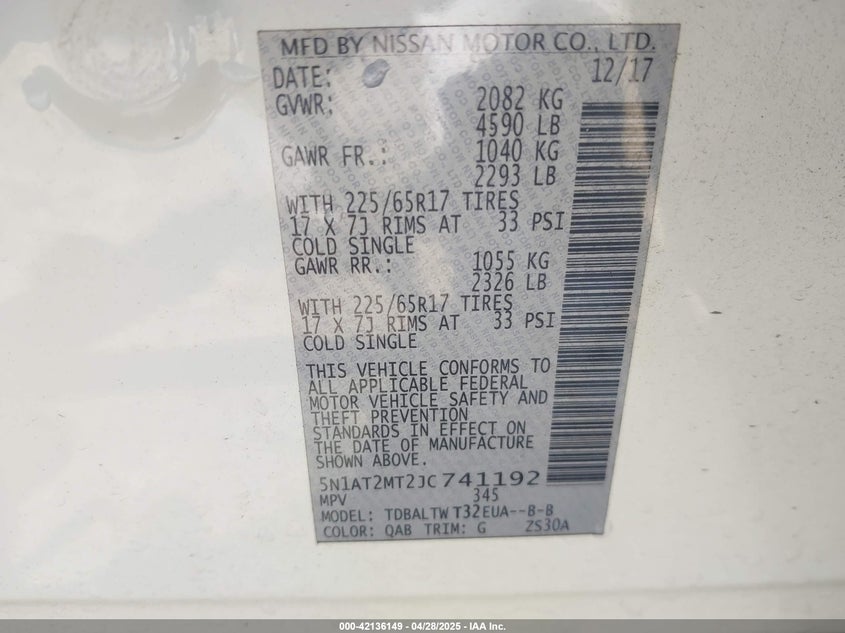 MFD BY NISSAN MOTOR CO., LTD.
DATE: 12/17
GVWR: 2082 KG
4590 LB
GAWR FR.: 1040 KG
2293 LB
WITH 225/65R17 TIRES
17 X 7J RIMS AT 33 PSI
COLD SINGLE
GAWR RR.: 1055 KG
2326 LB
WITH 225/65R17 TIRES
17 X 7J RIMS AT 33 PSI
COLD SINGLE
THIS VEHICLE CONFORMS TO
ALL APPLICABLE FEDERAL
MOTOR VEHICLE SAFETY AND
THEFT PREVENTION
STANDARDS IN EFFECT ON
THE DATE OF MANUFACTURE
SHOWN ABOVE.
5N1AT2MT2JC741192
MPV 345
MODEL: TDBALTW T32EUA--B-B
COLOR: QAB TRIM: G ZS30A
000-42136149 — 04/28/2025 — IAA Inc.